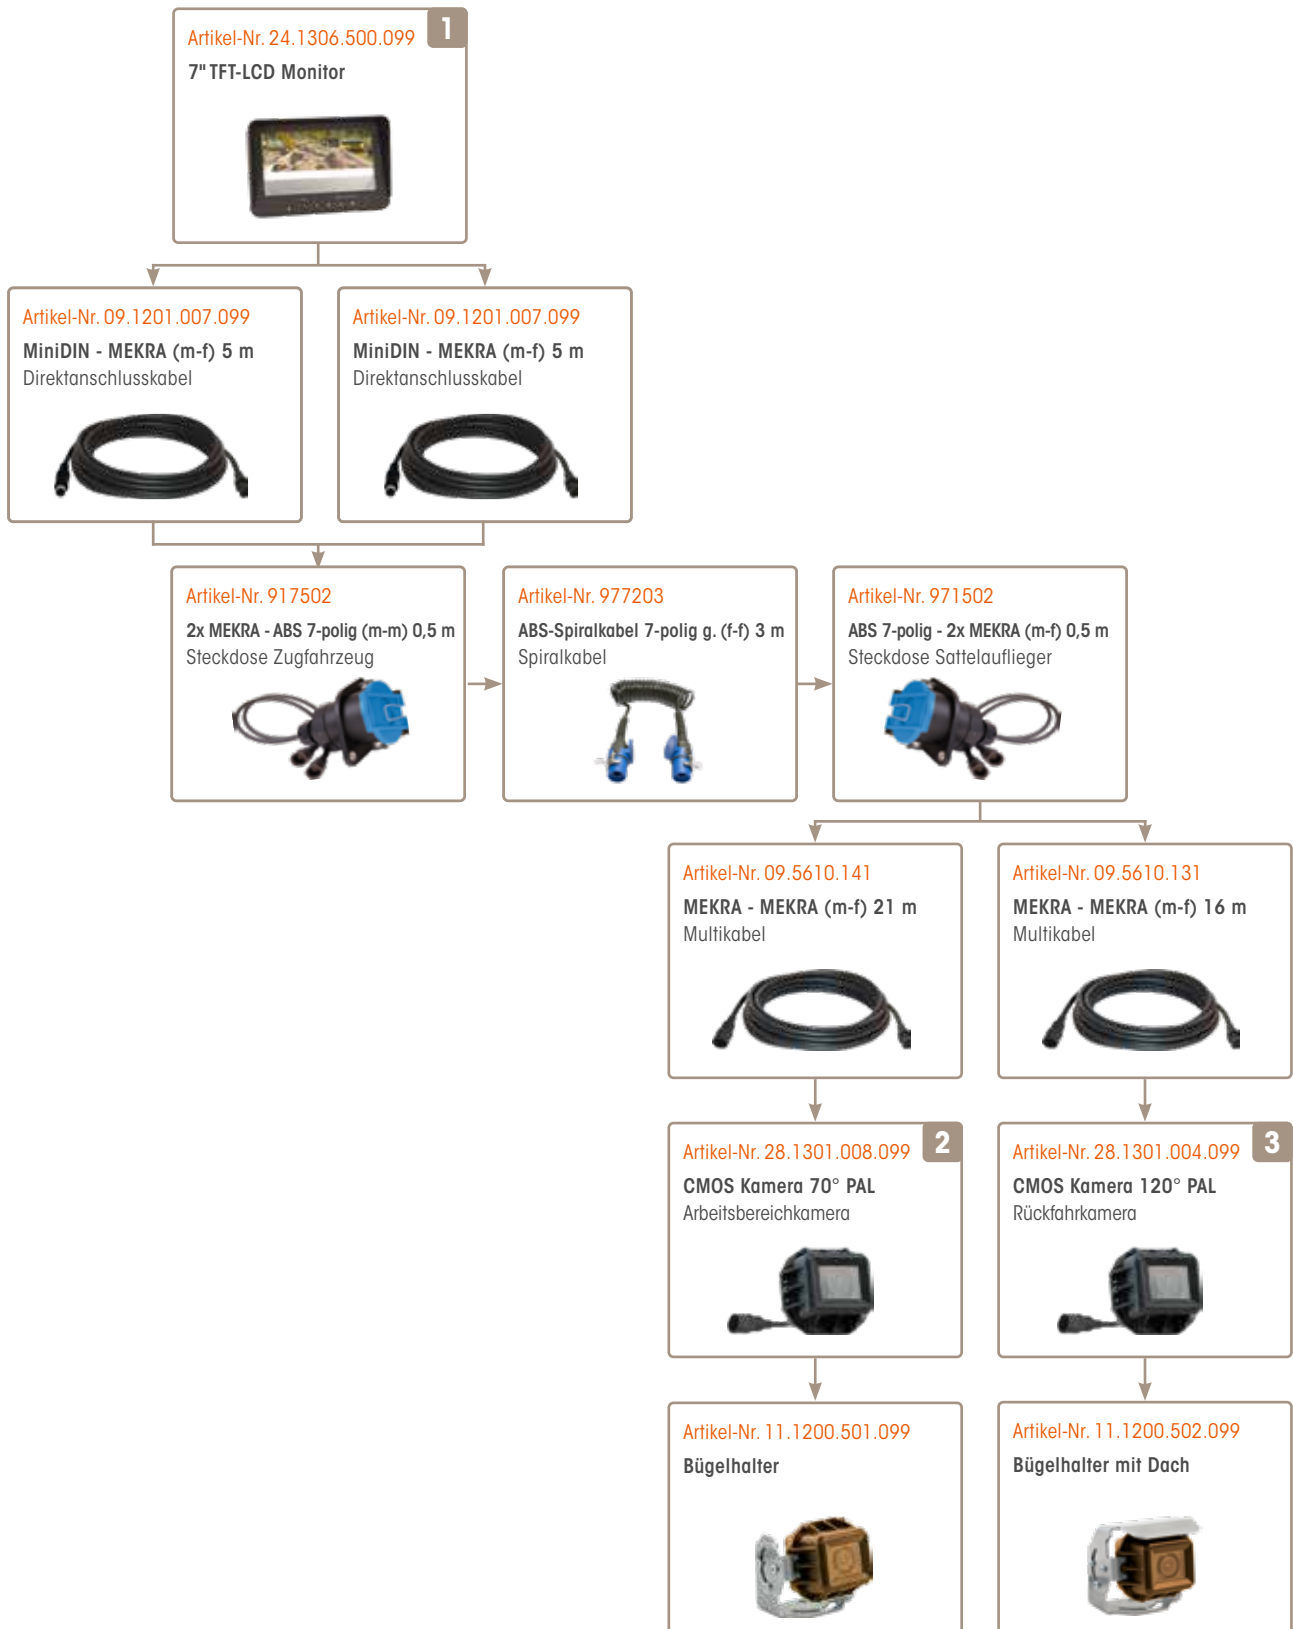 Artikel-Nr. 24.1306.500.099
1
7" TFT-LCD Monitor
Artikel-Nr. 09.1201.007.099
MiniDIN - MEKRA (m-f) 5 m
Direktanschlusskabel
Artikel-Nr. 09.1201.007.099
MiniDIN - MEKRA (m-f) 5 m
Direktanschlusskabel
Artikel-Nr. 917502
2x MEKRA - ABS 7-polig (m-m) 0,5 m
Steckdose Zugfahrzeug
Artikel-Nr. 977203
ABS-Spiralkabel 7-polig g. (f-f) 3 m
Spiralkabel
Artikel-Nr. 971502
ABS 7-polig - 2x MEKRA (m-f) 0,5 m
Steckdose Sattelauflieger
Artikel-Nr. 09.5610.141
MEKRA - MEKRA (m-f) 21 m
Multikabel
Artikel-Nr. 09.5610.131
MEKRA - MEKRA (m-f) 16 m
Multikabel
Artikel-Nr. 28.1301.008.099
2
CMOS Kamera 70° PAL
Arbeitsbereichkamera
Artikel-Nr. 28.1301.004.099
3
CMOS Kamera 120° PAL
Rückfahrkamera
Artikel-Nr. 11.1200.501.099
Bügelhalter
Artikel-Nr. 11.1200.502.099
Bügelhalter mit Dach